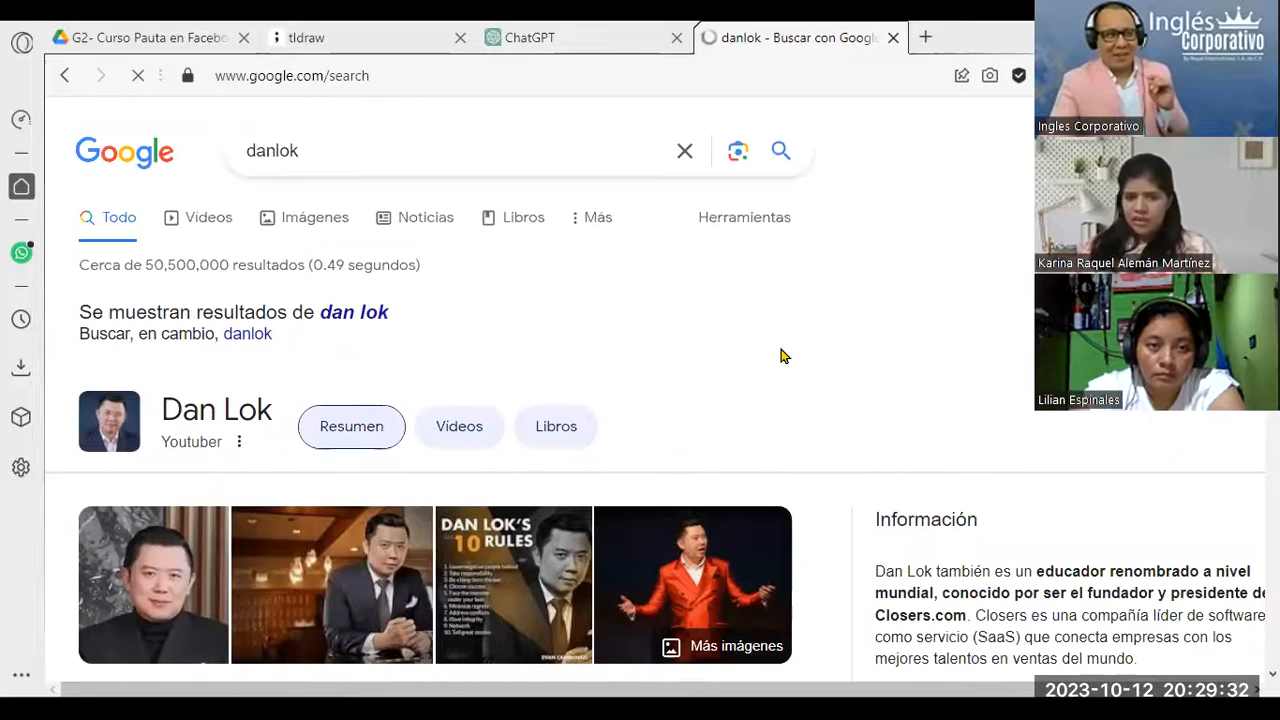 G2- Curso Pauta en Facebo
tldraw
ChatGPT
danlok - Buscar con Google
www.google.com/search
Inglés
Corporativo
Ingles Corporativo
Karina Raquel Alemán Martínez
Lilian Espinales
Google
danlok
Todo
Videos
Imágenes
Noticias
Libros
Más
Herramientas
Cerca de 50,500,000 resultados (0.49 segundos)
Se muestran resultados de dan lok
Buscar, en cambio, danlok
Dan Lok
Youtuber
Resumen
Videos
Libros
DAN LOK'S
10 RULES
Más imágenes
Información
Dan Lok también es un educador renombrado a nivel
mundial, conocido por ser el fundador y presidente de
Closers.com. Closers es una compañía líder de software
como servicio (SaaS) que conecta empresas con los
mejores talentos en ventas del mundo.
2023-10-12 20:29:32